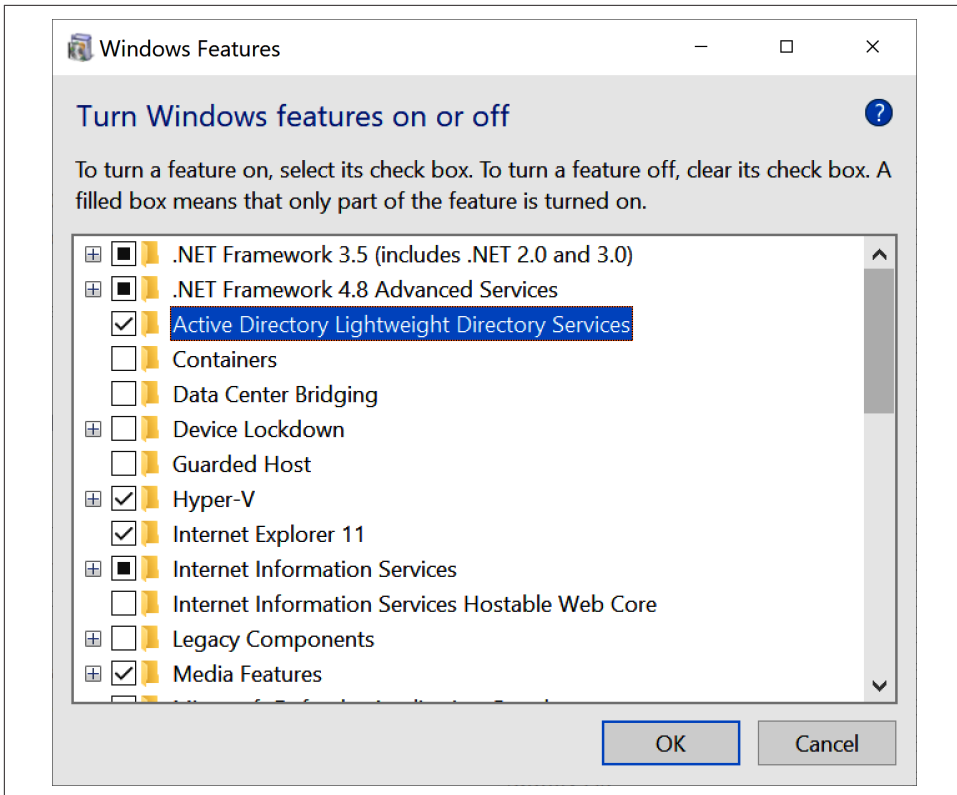 Windows Features
Turn Windows features on or off
To turn a feature on, select its check box. To turn a feature off, clear its check box. A
filled box means that only part of the feature is turned on.
.NET Framework 3.5 (includes .NET 2.0 and 3.0)
.NET Framework 4.8 Advanced Services
Active Directory Lightweight Directory Services
Containers
Data Center Bridging
Device Lockdown
Guarded Host
Hyper-V
Internet Explorer 11
Internet Information Services
Internet Information Services Hostable Web Core
Legacy Components
Media Features
OK
Cancel